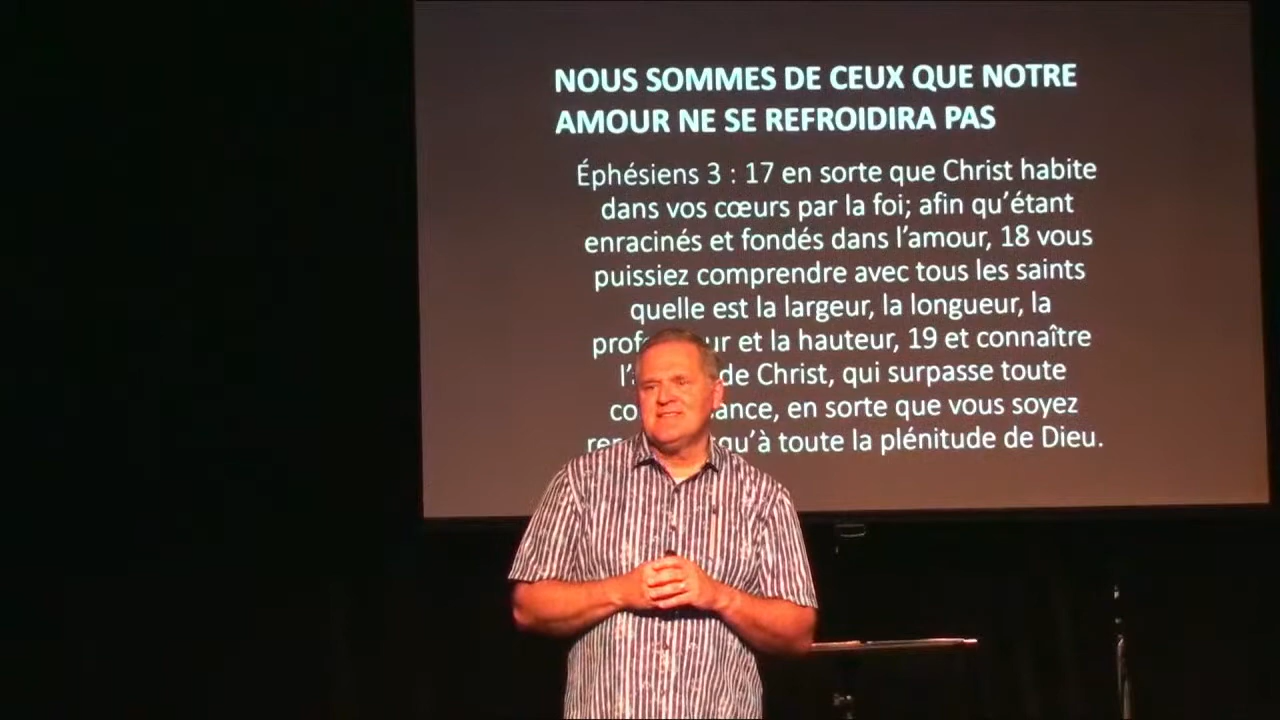 NOUS SOMMES DE CEUX QUE NOTRE
AMOUR NE SE REFROIDIRA PAS
Éphésiens 3 : 17 en sorte que Christ habite
dans vos cœurs par la foi; afin qu’étant
enracinés et fondés dans l’amour, 18 vous
puissiez comprendre avec tous les saints
quelle est la largeur, la longueur, la
et la hauteur, 19 et connaître
de Christ, qui surpasse toute
en sorte que vous soyez
toute la plénitude de Dieu.